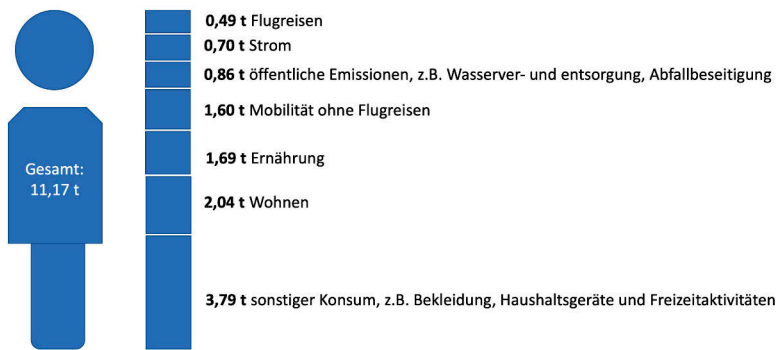 0,49 t Flugreisen
0,70 t Strom
0,86 t öffentliche Emissionen, z.B. Wasserver- und entsorgung, Abfallbeseitigung
1,60 t Mobilität ohne Flugreisen
Gesamt:
11,17 t
1,69 t Ernährung
2,04 t Wohnen
3,79 t sonstiger Konsum, z.B. Bekleidung, Haushaltsgeräte und Freizeitaktivitäten